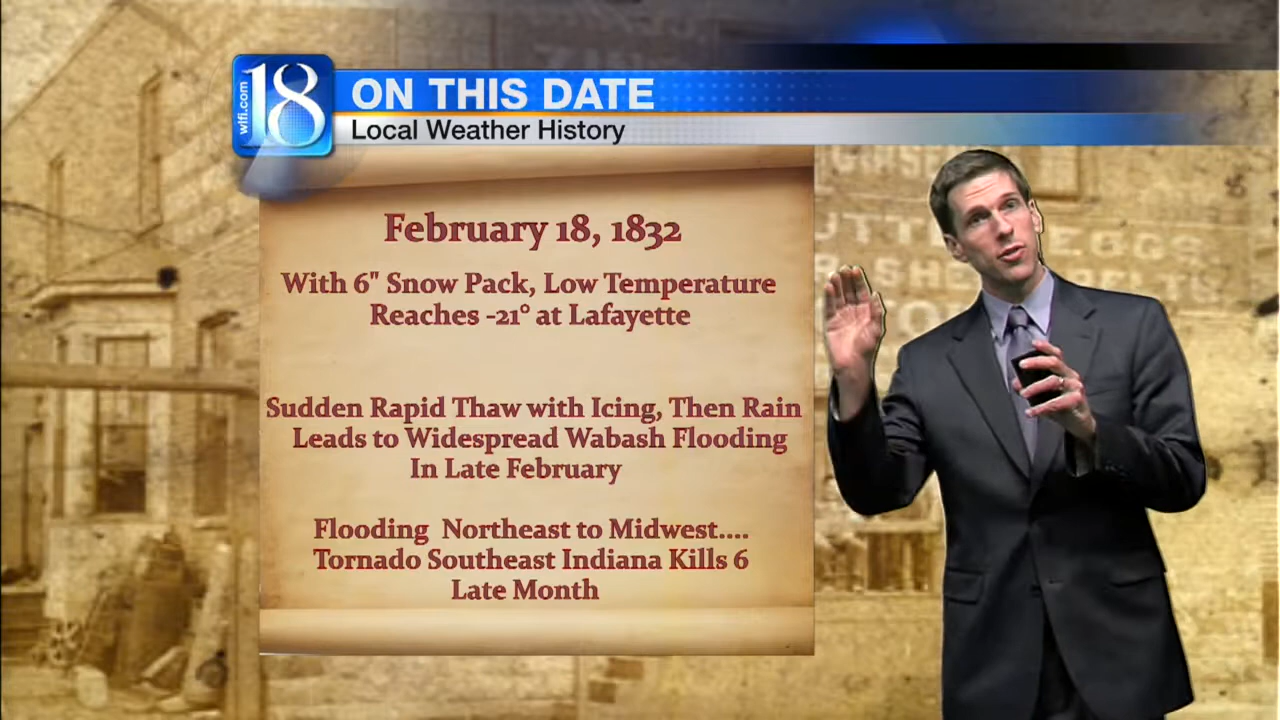 wlfi.com
18
ON THIS DATE
Local Weather History
February 18, 1832
With 6" Snow Pack, Low Temperature
Reaches -21° at Lafayette
Sudden Rapid Thaw with Icing, Then Rain
Leads to Widespread Wabash Flooding
In Late February
Flooding Northeast to Midwest....
Tornado Southeast Indiana Kills 6
Late Month
EGGS